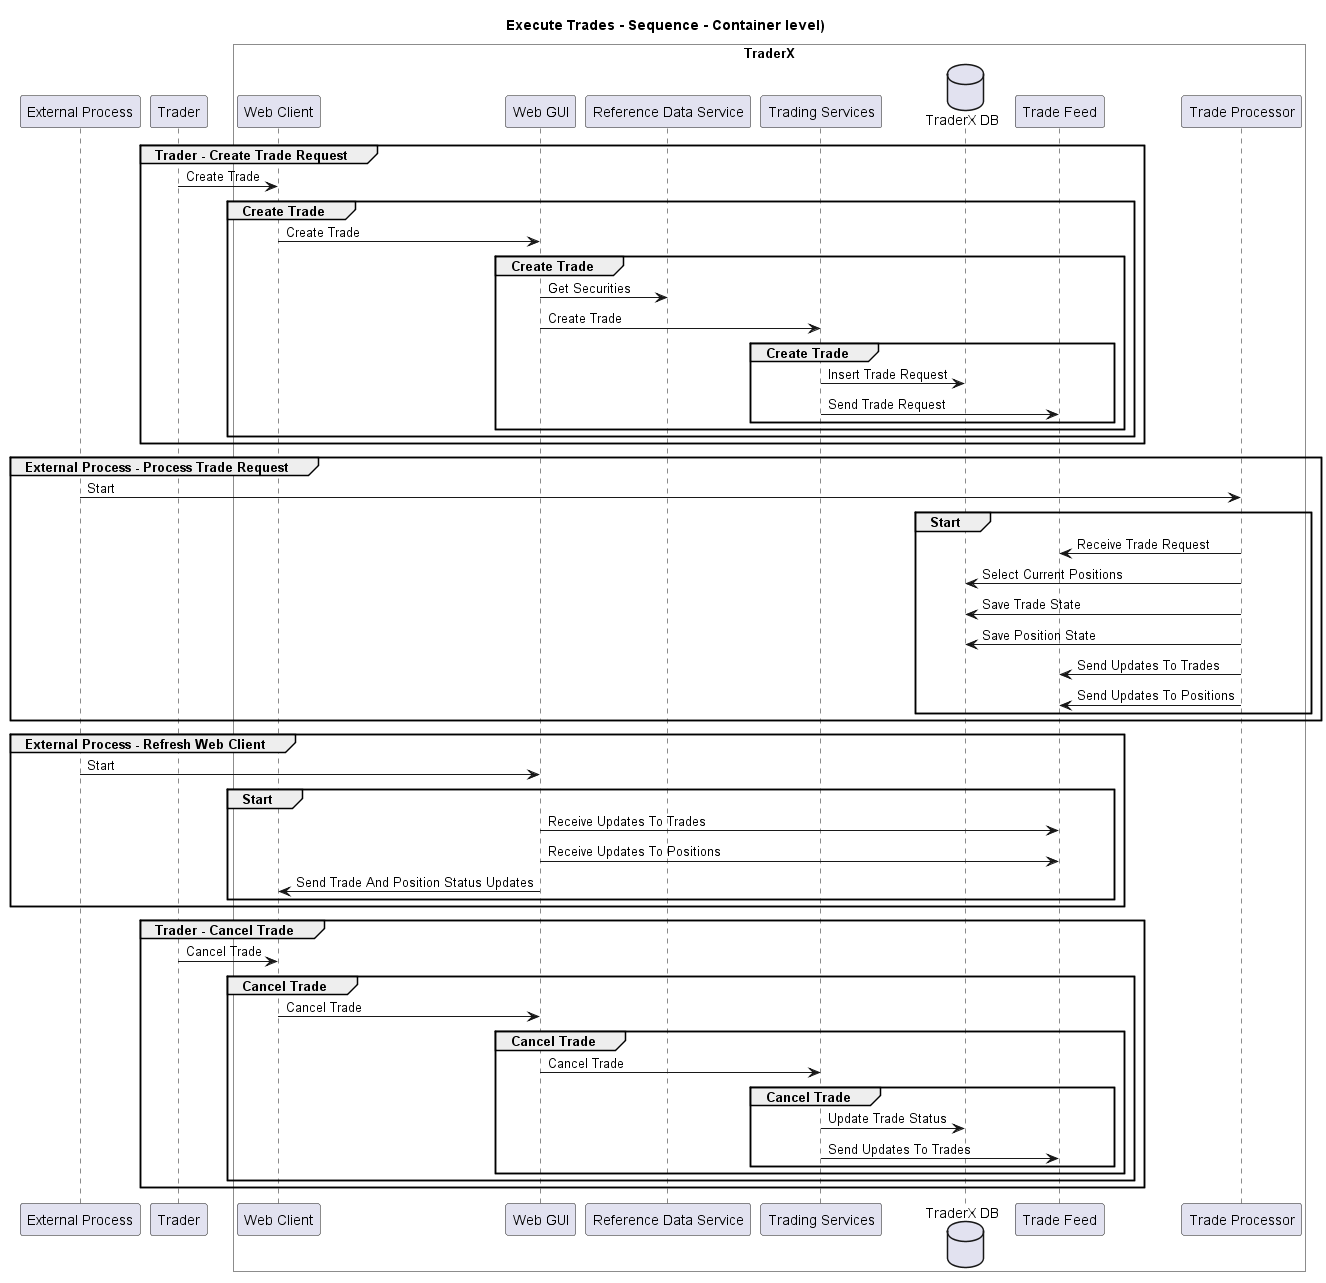 Execute Trades - Sequence - Container level)
TraderX
External Process
Trader
Web Client
Web GUI
Reference Data Service
Trading Services
TraderX DB
Trade Feed
Trade Processor
Trader - Create Trade Request
Create Trade
Create Trade
Create Trade
Create Trade
Get Securities
Create Trade
Create Trade
Insert Trade Request
Send Trade Request
External Process - Process Trade Request
Start
Start
Receive Trade Request
Select Current Positions
Save Trade State
Save Position State
Send Updates To Trades
Send Updates To Positions
External Process - Refresh Web Client
Start
Start
Receive Updates To Trades
Receive Updates To Positions
Send Trade And Position Status Updates
Trader - Cancel Trade
Cancel Trade
Cancel Trade
Cancel Trade
Cancel Trade
Cancel Trade
Cancel Trade
Update Trade Status
Send Updates To Trades
External Process
Trader
Web Client
Web GUI
Reference Data Service
Trading Services
TraderX DB
Trade Feed
Trade Processor